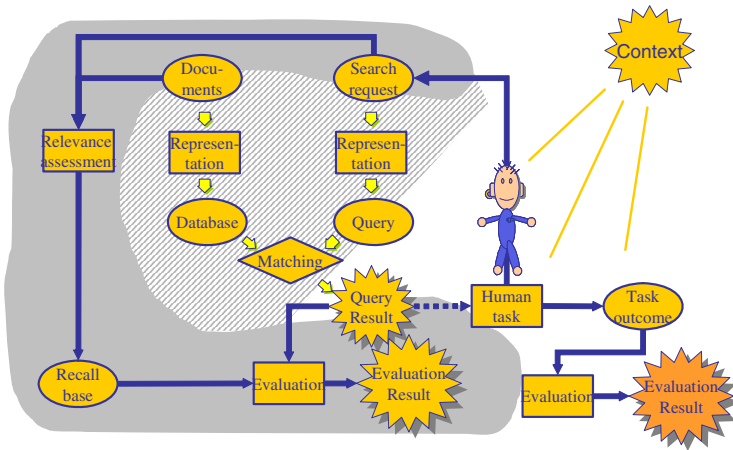 Context
Docu-
ments
Search
request
Relevance
assessment
Represen-
tation
Represen-
tation
Database
Query
Matching
Query
Result
Human
task
Task
outcome
Recall
base
Evaluation
Evaluation
Result
Evaluation
Evaluation
Result